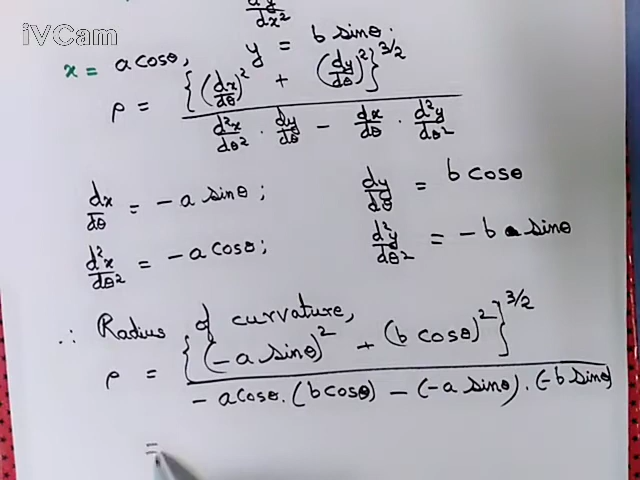 iVCam
dy/dx²
x = a cosθ, y = b sinθ.
ρ = {(dx/dθ)² + (dy/dθ)²}^3/2 / d²x/dθ² . dy/dθ - dx/dθ . d²y/dθ²
dx/dθ = - a sinθ ; dy/dθ = b cosθ
d²x/dθ² = - a cosθ ; d²y/dθ² = - b sinθ
∴ Radius of curvature,
ρ = {(- a sinθ)² + (b cosθ)²}^3/2 / - a cosθ . (b cosθ) - (- a sinθ) . (- b sinθ)
=